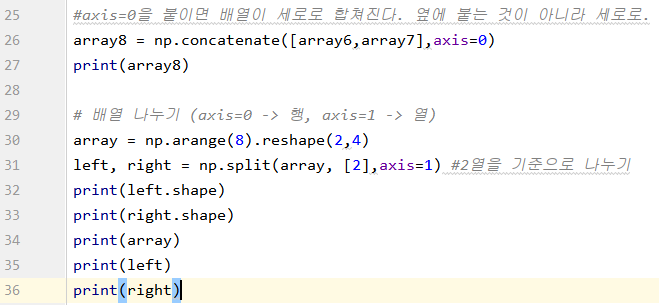 25 #axis=0을 붙이면 배열이 세로로 합쳐진다. 옆에 붙는 것이 아니라 세로로.
26 array8 = np.concatenate([array6,array7],axis=0)
27 print(array8)
28
29 # 배열 나누기 (axis=0 -> 행, axis=1 -> 열)
30 array = np.arange(8).reshape(2,4)
31 left, right = np.split(array, [2],axis=1) #2열을 기준으로 나누기
32 print(left.shape)
33 print(right.shape)
34 print(array)
35 print(left)
36 print(right)